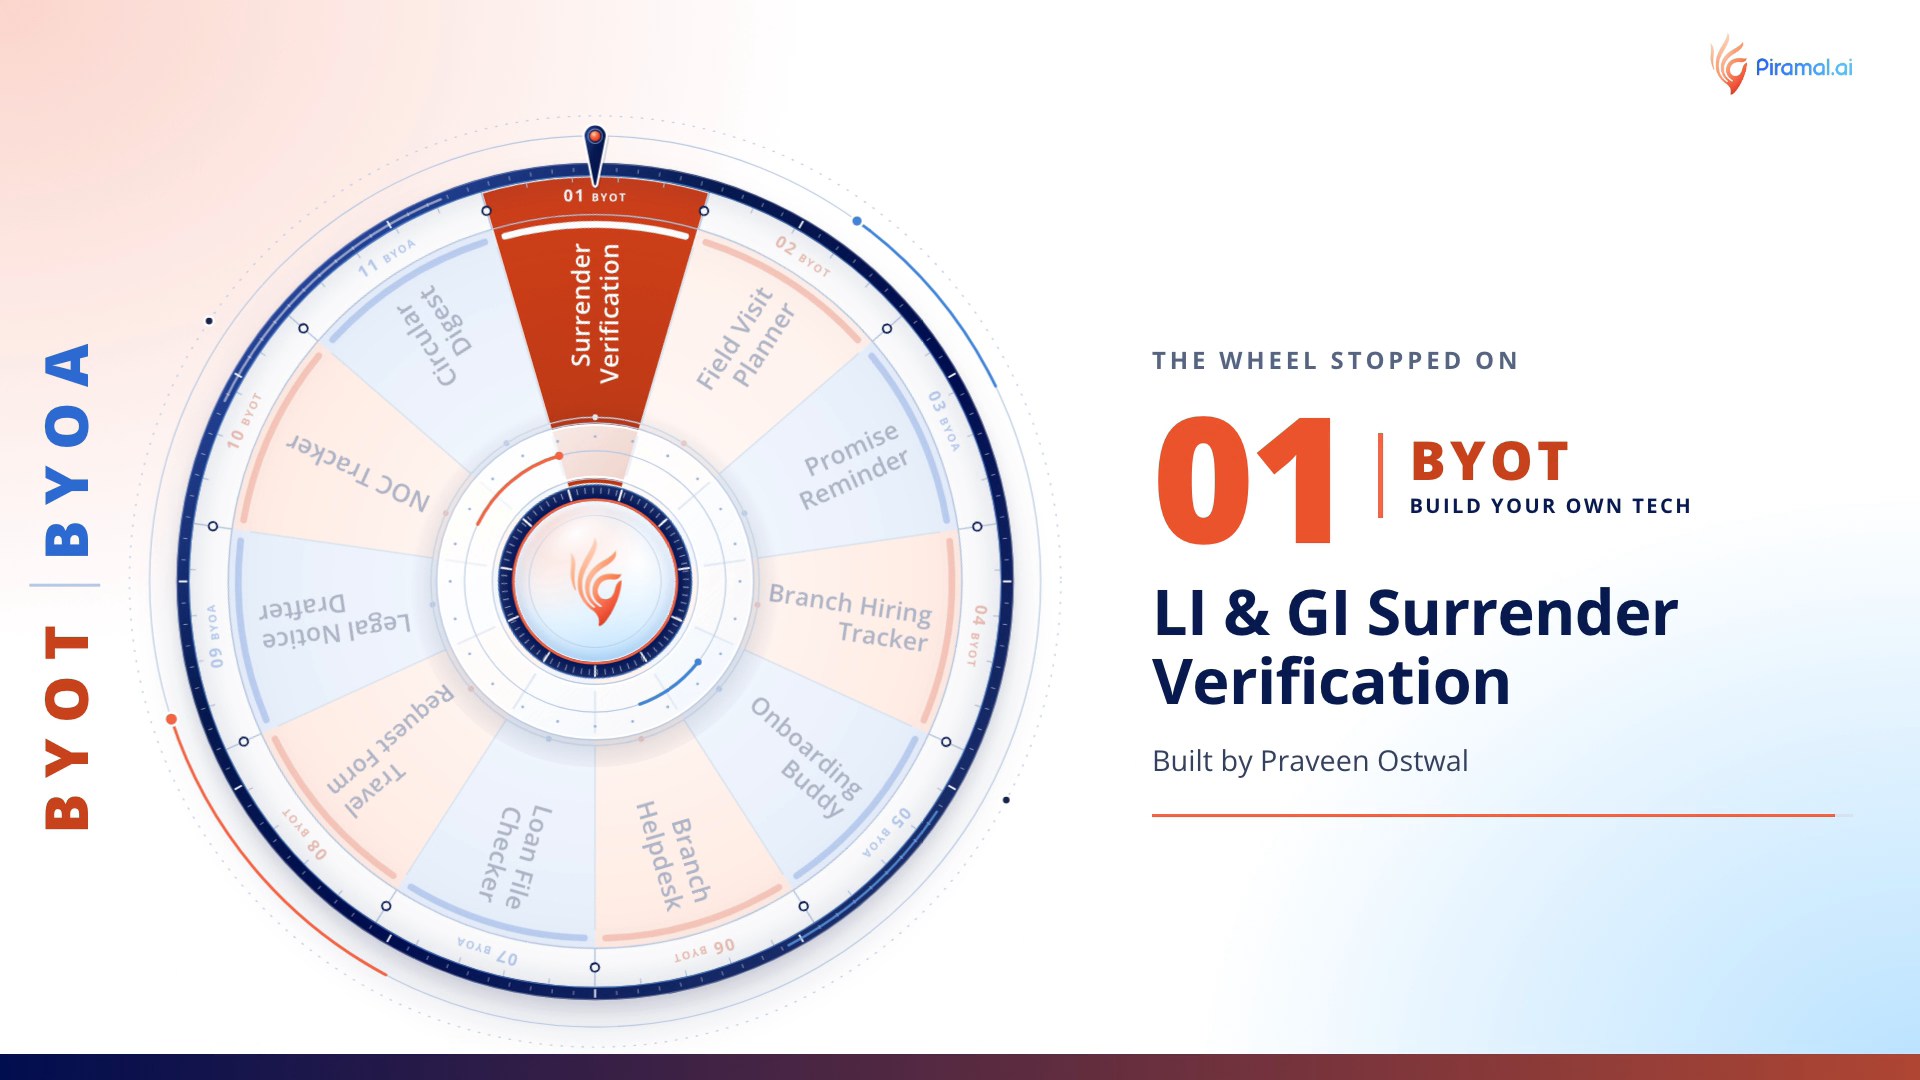 Piramal.ai
BYOT | BYOA
01 BYOT
Surrender
Verification
02 BYOT
Field Visit
Planner
03 BYOA
Promise
Reminder
04 BYOT
Branch Hiring
Tracker
05 BYOA
Onboarding
Buddy
06 BYOT
Branch
Helpdesk
07 BYOA
Loan File
Checker
08 BYOT
Travel
Request Form
09 BYOA
Legal Notice
Drafter
10 BYOT
NOC Tracker
11 BYOA
Circular
Digest
THE WHEEL STOPPED ON
01
BYOT
BUILD YOUR OWN TECH
LI & GI Surrender
Verification
Built by Praveen Ostwal